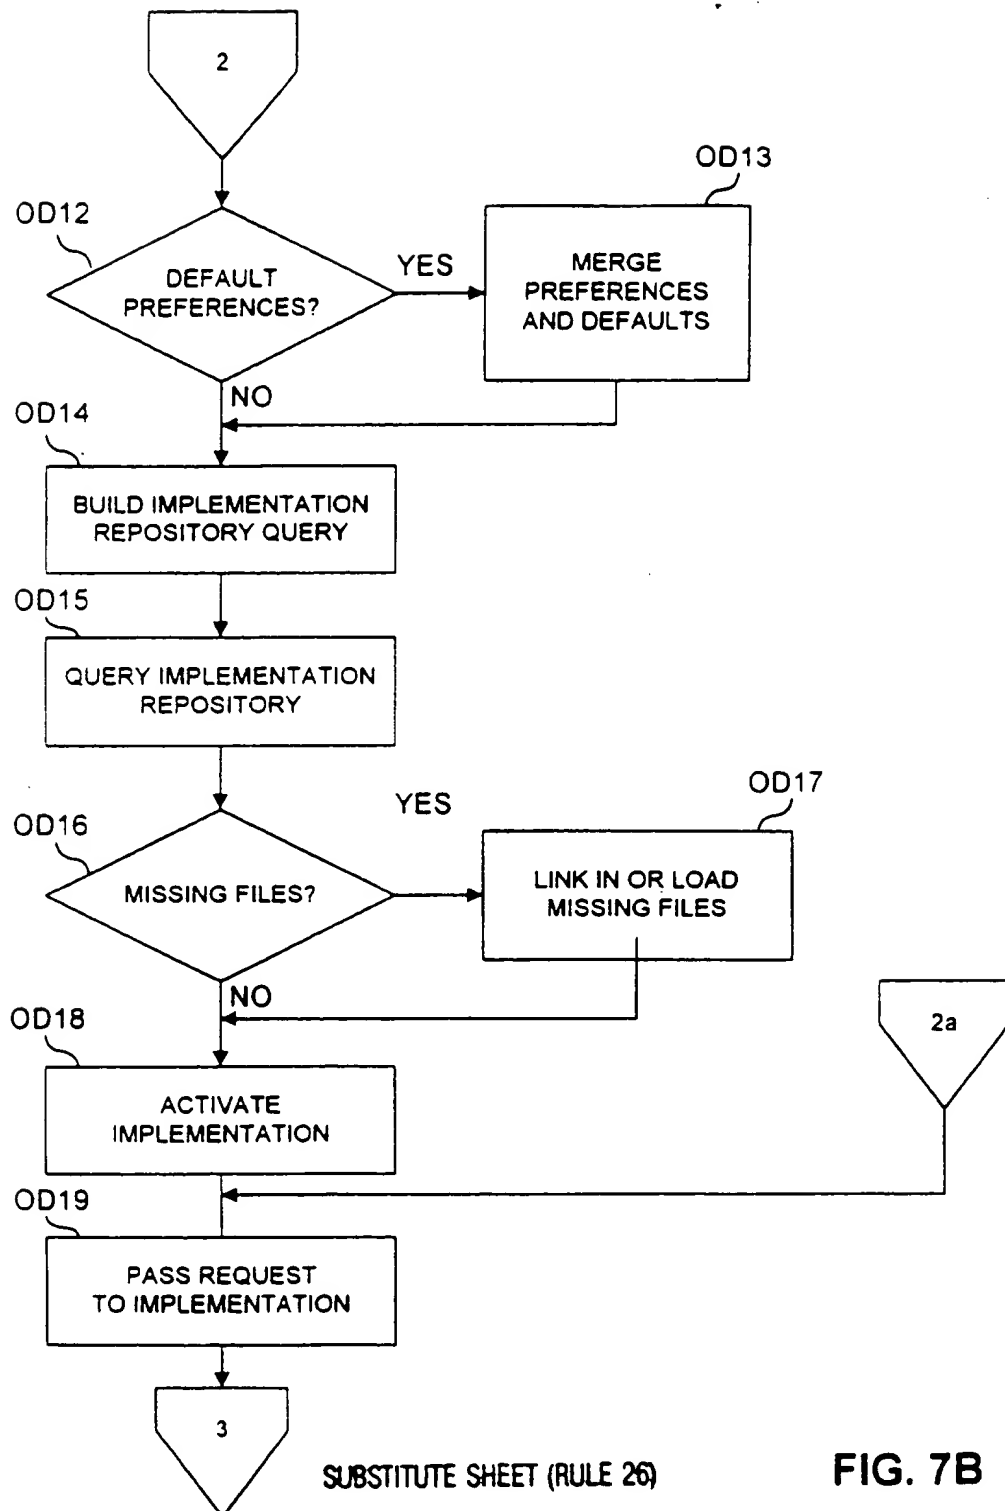 2
OD13
OD12
YES
DEFAULT
PREFERENCES?
MERGE
PREFERENCES
AND DEFAULTS
NO
OD14
BUILD IMPLEMENTATION
REPOSITORY QUERY
OD15
QUERY IMPLEMENTATION
REPOSITORY
OD17
YES
OD16
MISSING FILES?
LINK IN OR LOAD
MISSING FILES
NO
OD18
2a
ACTIVATE
IMPLEMENTATION
OD19
PASS REQUEST
TO IMPLEMENTATION
3
SUBSTITUTE SHEET (RULE 26)
FIG. 7B